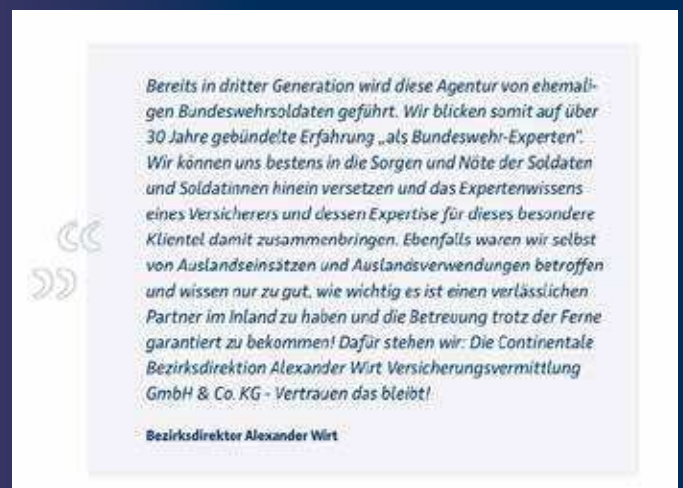 Bereits in dritter Generation wird diese Agentur von ehemali-
gen Bundeswehrsoldaten geführt. Wir blicken somit auf über
30 Jahre gebündelte Erfahrung „als Bundeswehr-Experten“.
Wir können uns bestens in die Sorgen und Nöte der Soldaten
und Soldatinnen hinein versetzen und das Expertenwissens
eines Versicherers und dessen Expertise für dieses besondere
Klientel damit zusammenbringen. Ebenfalls waren wir selbst
von Auslandseinsätzen und Auslandsverwendungen betroffen
und wissen nur zu gut, wie wichtig es ist einen verlässlichen
Partner im Inland zu haben und die Betreuung trotz der Ferne
garantiert zu bekommen! Dafür stehen wir: Die Continentale
Bezirksdirektion Alexander Wirt Versicherungsvermittlung
GmbH & Co. KG - Vertrauen das bleibt!
Bezirksdirektor Alexander Wirt